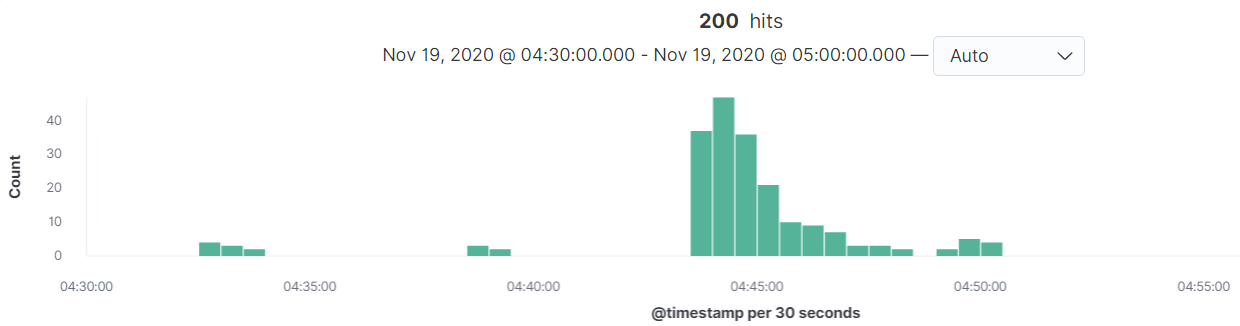 200 hits
Nov 19, 2020 @ 04:30:00.000 - Nov 19, 2020 @ 05:00:00.000 — Auto
Count
40
30
20
10
0
04:30:00 04:35:00 04:40:00 04:45:00 04:50:00 04:55:00
@timestamp per 30 seconds